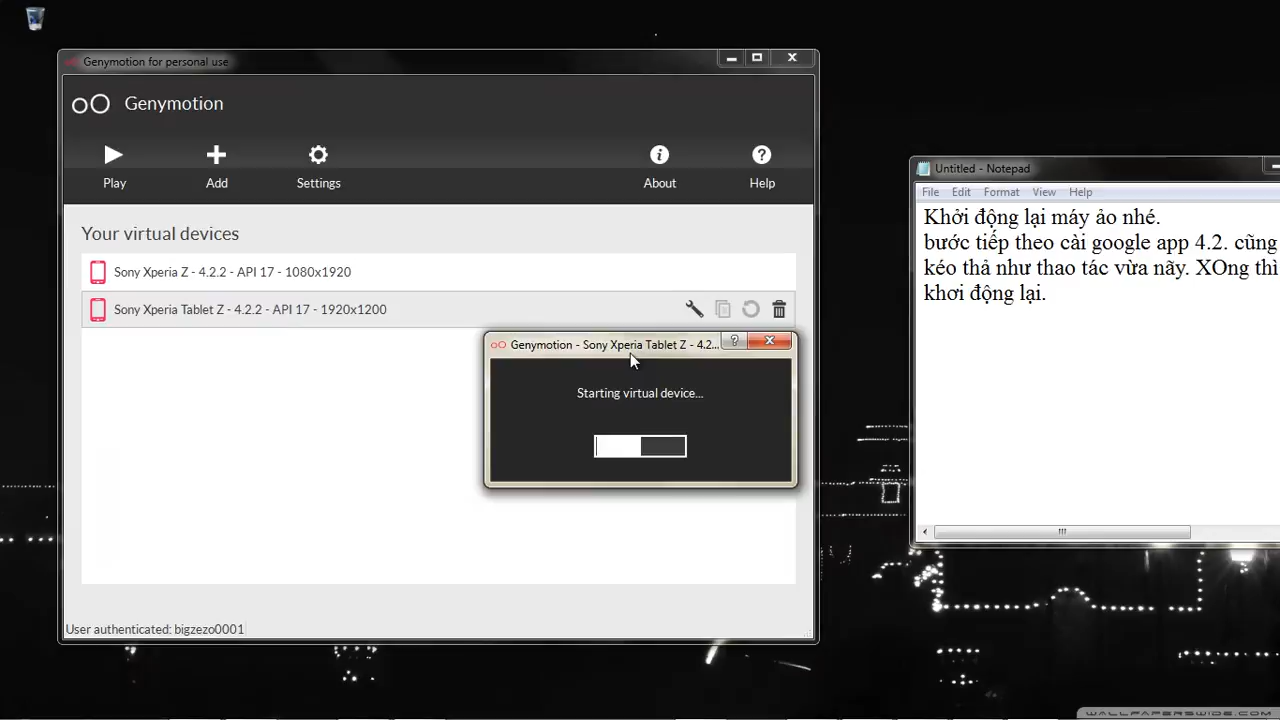 Genymotion for personal use
Genymotion
Play
Add
Settings
About
Help
Your virtual devices
Sony Xperia Z - 4.2.2 - API 17 - 1080x1920
Sony Xperia Tablet Z - 4.2.2 - API 17 - 1920x1200
Genymotion - Sony Xperia Tablet Z - 4.2...
Starting virtual device...
User authenticated: bigzezo0001
Untitled - Notepad
File Edit Format View Help
Khởi động lại máy ảo nhé.
bước tiếp theo cài google app 4.2. cũng
kéo thả như thao tác vừa nãy. XOng thì
khơi động lại.
WALLPAPERSWIDE.COM